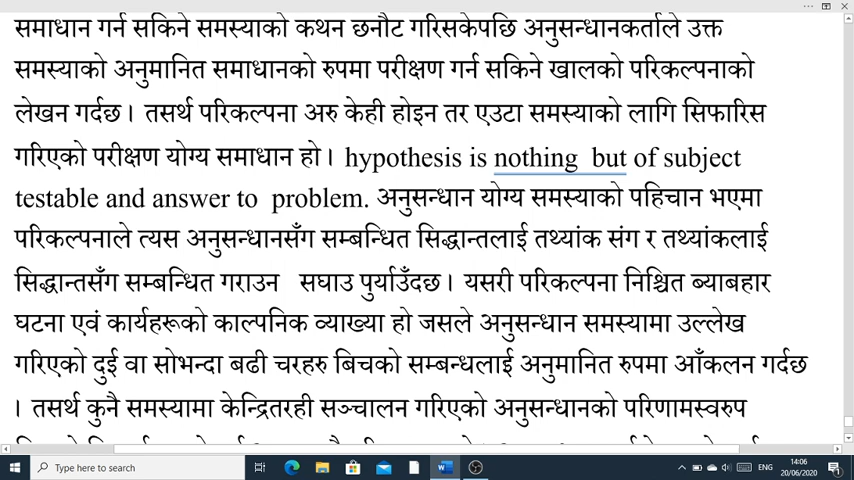 समाधान गर्न सकिने समस्याको कथन छनौट गरिसकेपछि अनुसन्धानकर्ताले उक्त
समस्याको अनुमानित समाधानको रुपमा परीक्षण गर्न सकिने खालको परिकल्पनाको
लेखन गर्दछ। तसर्थ परिकल्पना अरु केही होइन तर एउटा समस्याको लागि सिफारिस
गरिएको परीक्षण योग्य समाधान हो। hypothesis is nothing but of subject
testable and answer to problem. अनुसन्धान योग्य समस्याको पहिचान भएमा
परिकल्पनाले त्यस अनुसन्धानसँग सम्बन्धित सिद्धान्तलाई तथ्यांक संग र तथ्यांकलाई
सिद्धान्तसँग सम्बन्धित गराउन सघाउ पुर्याउँदछ। यसरी परिकल्पना निश्चित ब्याबहार
घटना एवं कार्यहरूको काल्पनिक व्याख्या हो जसले अनुसन्धान समस्यामा उल्लेख
गरिएको दुई वा सोभन्दा बढी चरहरु बिचको सम्बन्धलाई अनुमानित रुपमा आँकलन गर्दछ
। तसर्थ कुनै समस्यामा केन्द्रितरही सञ्चालन गरिएको अनुसन्धानको परिणामस्वरुप
Type here to search
ENG
14:06
20/06/2020